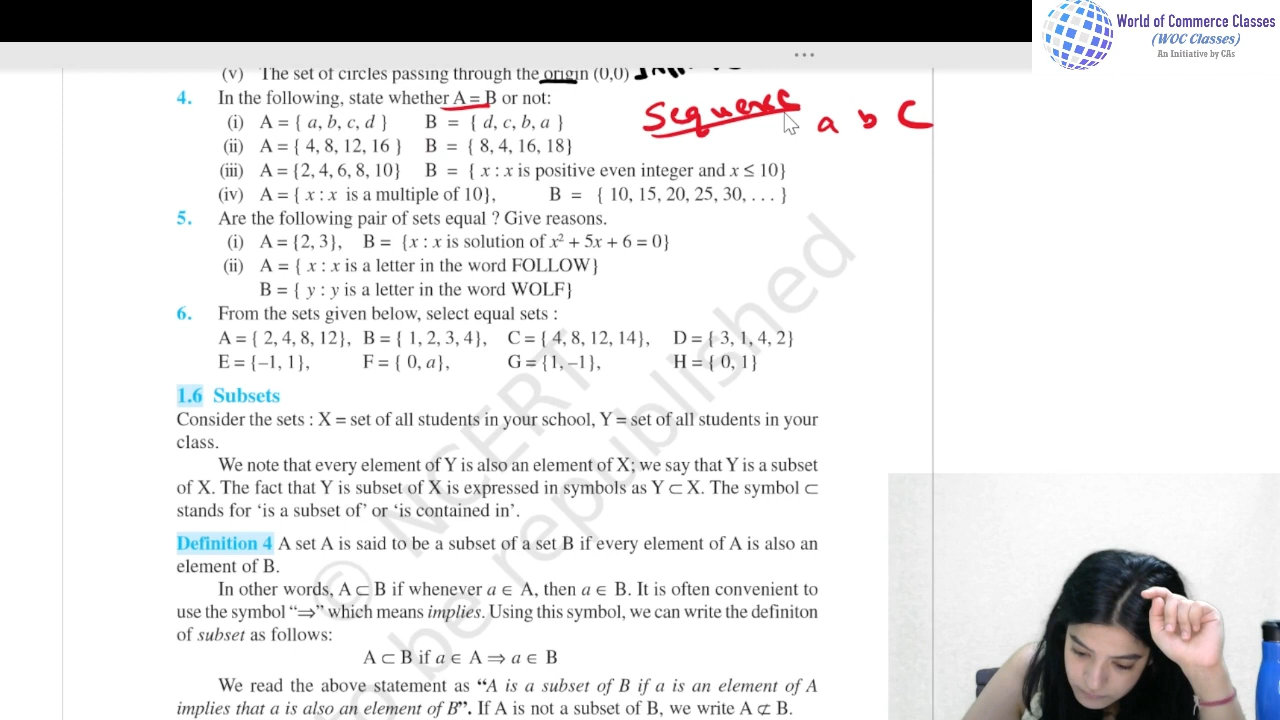 World of Commerce Classes
(WOC Classes)
An Initiative by CAs
(v) The set of circles passing through the origin (0,0)
4. In the following, state whether A = B or not:
(i) A = { a, b, c, d } B = { d, c, b, a }
(ii) A = { 4, 8, 12, 16 } B = { 8, 4, 16, 18}
(iii) A = {2, 4, 6, 8, 10} B = { x : x is positive even integer and x ≤ 10}
(iv) A = { x : x is a multiple of 10}, B = { 10, 15, 20, 25, 30, . . . }
a b c
5. Are the following pair of sets equal ? Give reasons.
(i) A = {2, 3}, B = {x : x is solution of x² + 5x + 6 = 0}
(ii) A = { x : x is a letter in the word FOLLOW}
B = { y : y is a letter in the word WOLF}
6. From the sets given below, select equal sets :
A = { 2, 4, 8, 12}, B = { 1, 2, 3, 4}, C = { 4, 8, 12, 14}, D = { 3, 1, 4, 2}
E = {–1, 1}, F = { 0, a}, G = {1, –1}, H = { 0, 1}
1.6 Subsets
Consider the sets : X = set of all students in your school, Y = set of all students in your
class.
We note that every element of Y is also an element of X; we say that Y is a subset
of X. The fact that Y is subset of X is expressed in symbols as Y ⊂ X. The symbol ⊂
stands for ‘is a subset of’ or ‘is contained in’.
Definition 4 A set A is said to be a subset of a set B if every element of A is also an
element of B.
In other words, A ⊂ B if whenever a ∈ A, then a ∈ B. It is often convenient to
use the symbol “⇒” which means implies. Using this symbol, we can write the definiton
of subset as follows:
A ⊂ B if a ∈ A ⇒ a ∈ B
We read the above statement as “A is a subset of B if a is an element of A
implies that a is also an element of B”. If A is not a subset of B, we write A ⊄ B.
© NCERT
to be republished